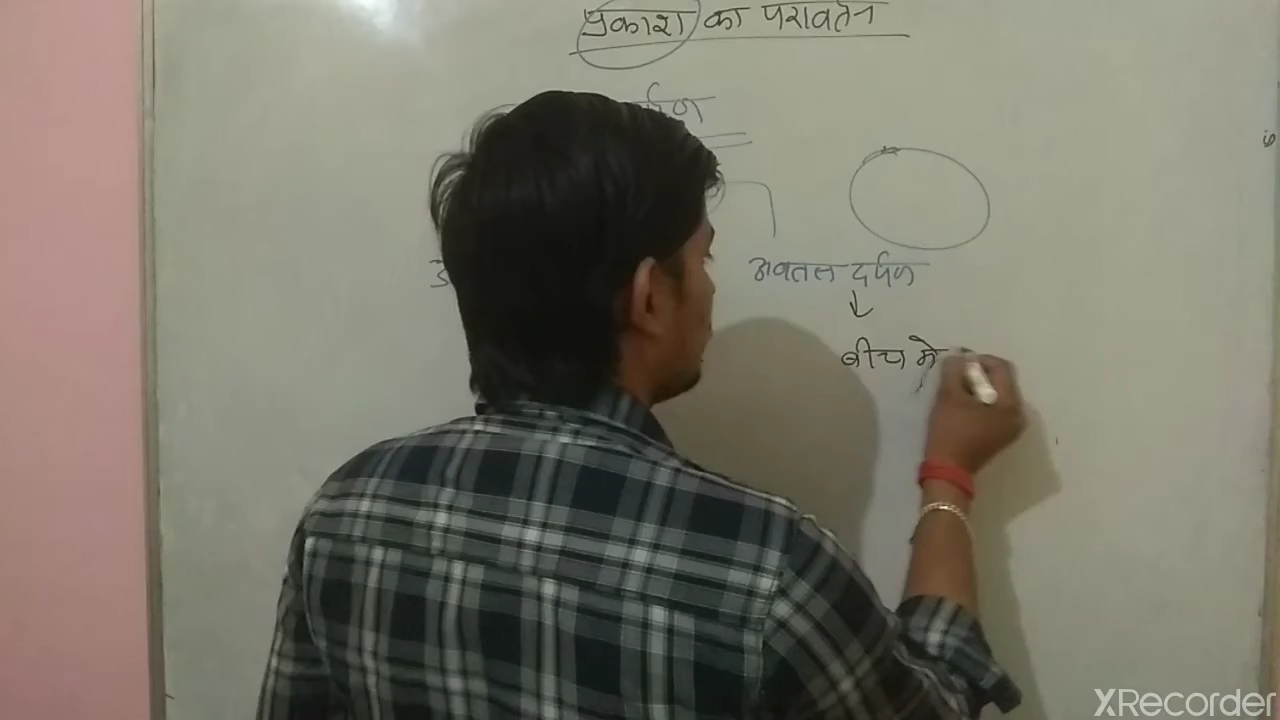 प्रकाश का परावर्तन
अवतल दर्पण
बीच में
XRecorder